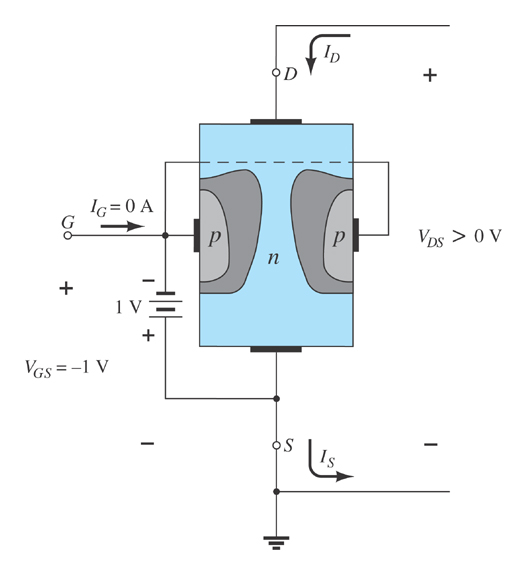 I_D
D
+
I_G = 0 A
G
p
p
n
V_DS > 0 V
+
−
1 V
+
V_GS = −1 V
−
S
I_S
−